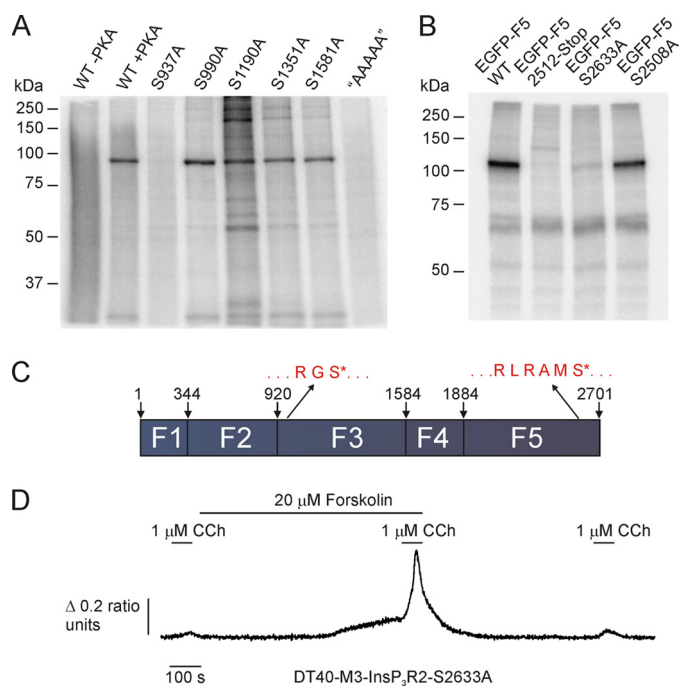 A
WT -PKA
WT +PKA
S937A
S990A
S1190A
S1351A
S1581A
“AAAAA”
kDa
250
150
100
75
50
37
B
EGFP-F5 WT
EGFP-F5 2512-Stop
EGFP-F5 S2633A
EGFP-F5 S2508A
kDa
250
150
100
75
50
C
. . . R G S*. . .
. . .R L R A M S*. . .
1 344 920 1584 1884 2701
F1 F2 F3 F4 F5
D
20 µM Forskolin
1 µM CCh 1 µM CCh 1 µM CCh
Δ 0.2 ratio
units
100 s
DT40-M3-InsP₃R2-S2633A